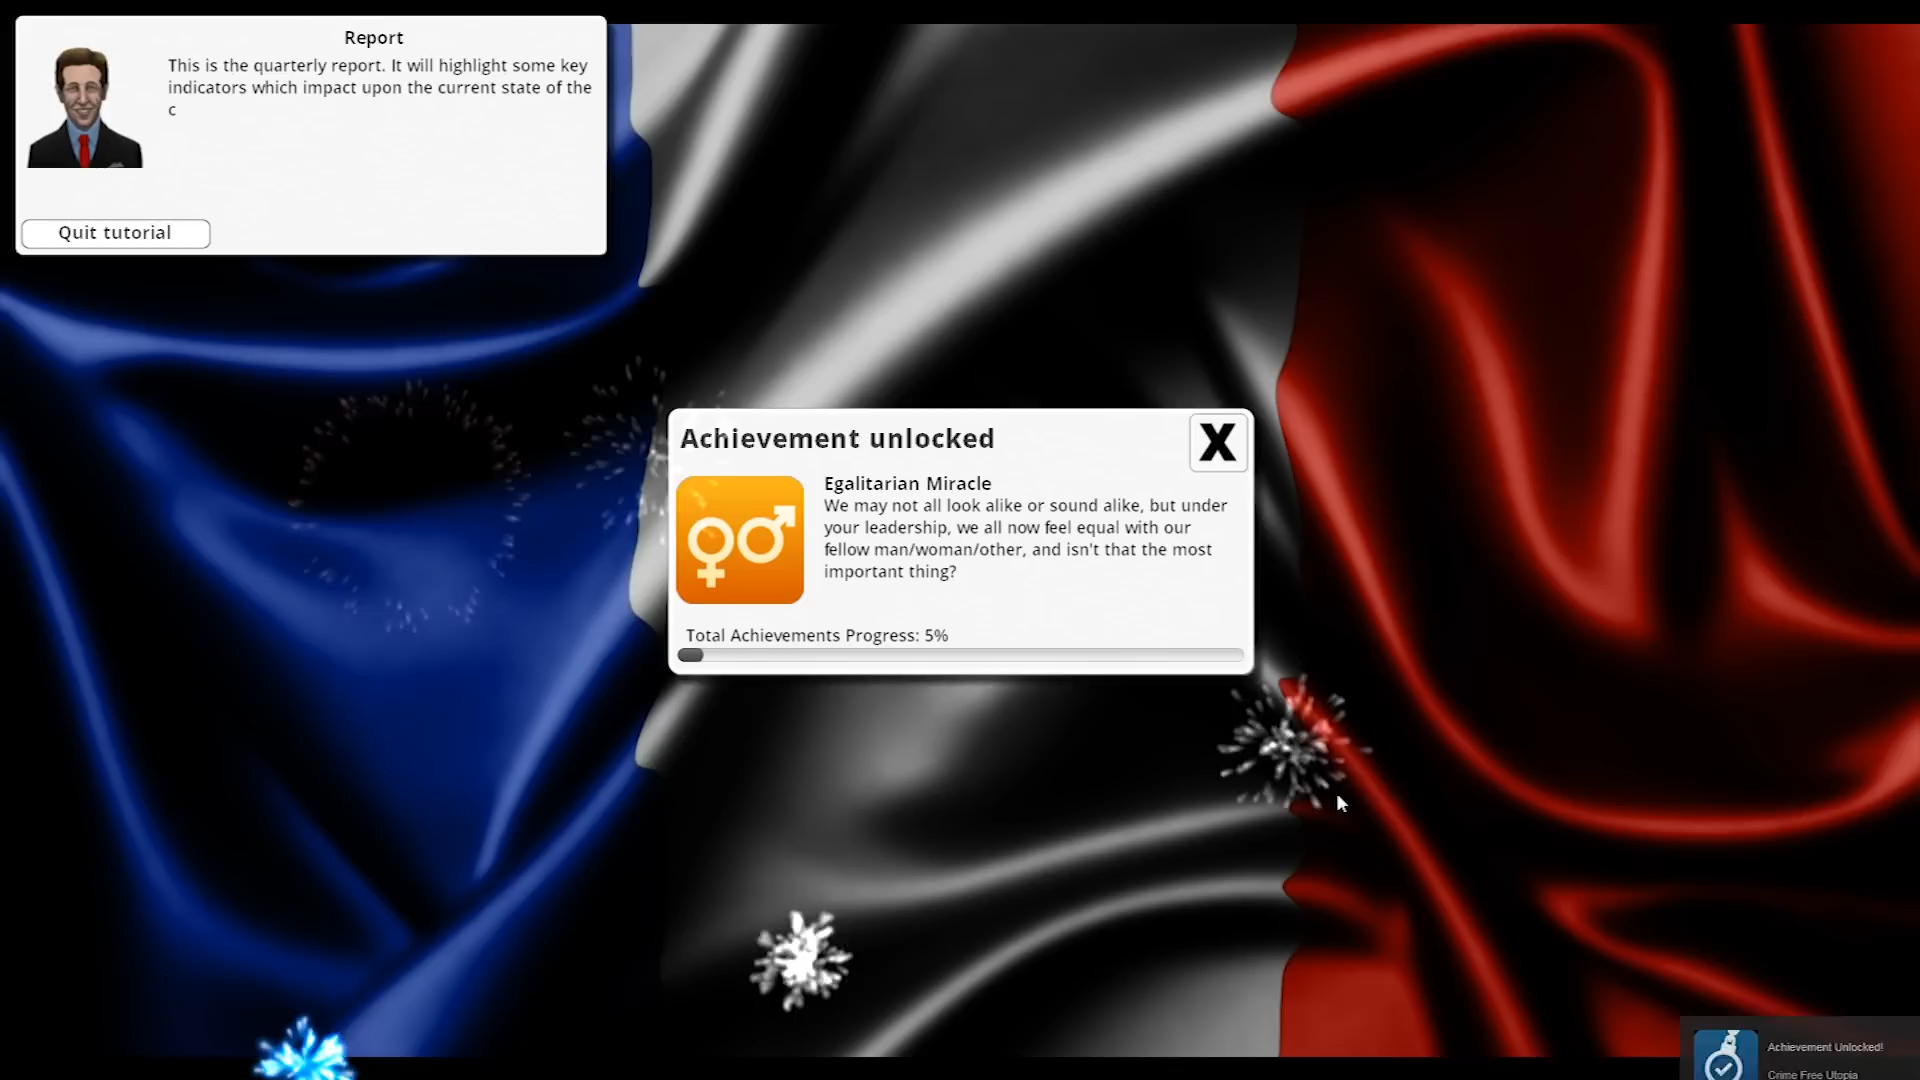 Report
This is the quarterly report. It will highlight some key
indicators which impact upon the current state of the
c
Quit tutorial
Achievement unlocked
X
Egalitarian Miracle
We may not all look alike or sound alike, but under
your leadership, we all now feel equal with our
fellow man/woman/other, and isn't that the most
important thing?
Total Achievements Progress: 5%
Achievement Unlocked!
Crime Free Utopia